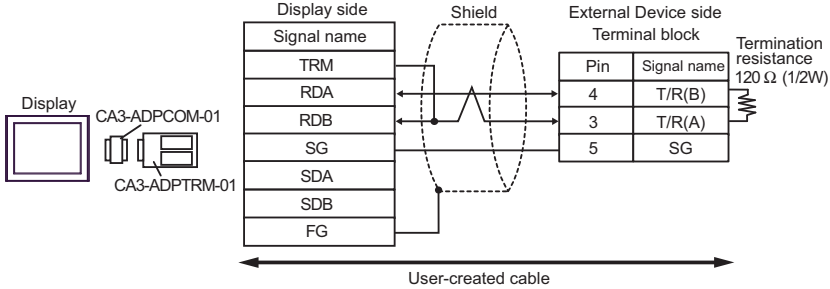 Display side
Shield
External Device side
Terminal block
Signal name
TRM
RDA
RDB
SG
SDA
SDB
FG
Pin
Signal name
4
T/R(B)
3
T/R(A)
5
SG
Termination
resistance
120 Ω (1/2W)
Display
CA3-ADPCOM-01
CA3-ADPTRM-01
User-created cable